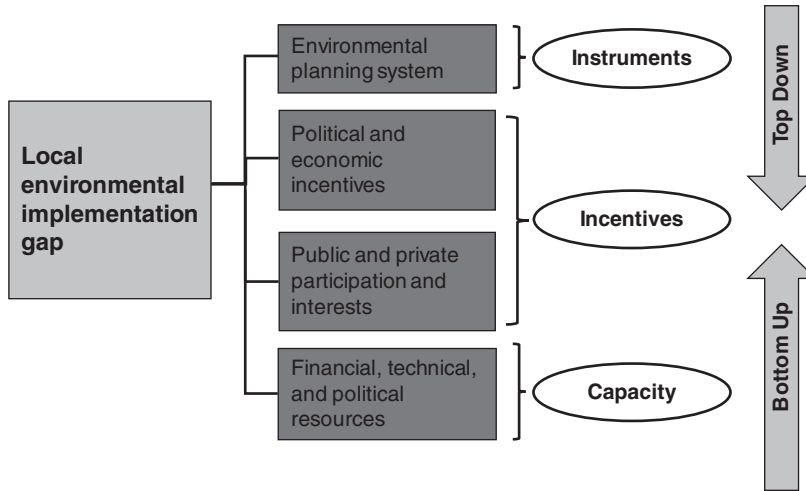 Local
environmental
implementation
gap
Environmental
planning system
Political and
economic
incentives
Public and private
participation and
interests
Financial, technical,
and political
resources
Instruments
Incentives
Capacity
Top Down
Bottom Up